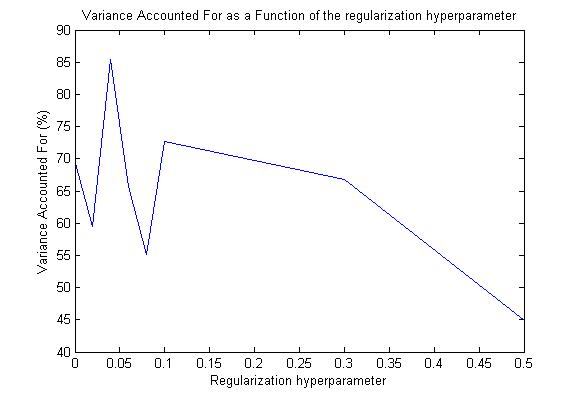 Variance Accounted For as a Function of the regularization hyperparameter
90
85
80
75
70
65
60
55
50
45
40
Variance Accounted For (%)
0 0.05 0.1 0.15 0.2 0.25 0.3 0.35 0.4 0.45 0.5
Regularization hyperparameter